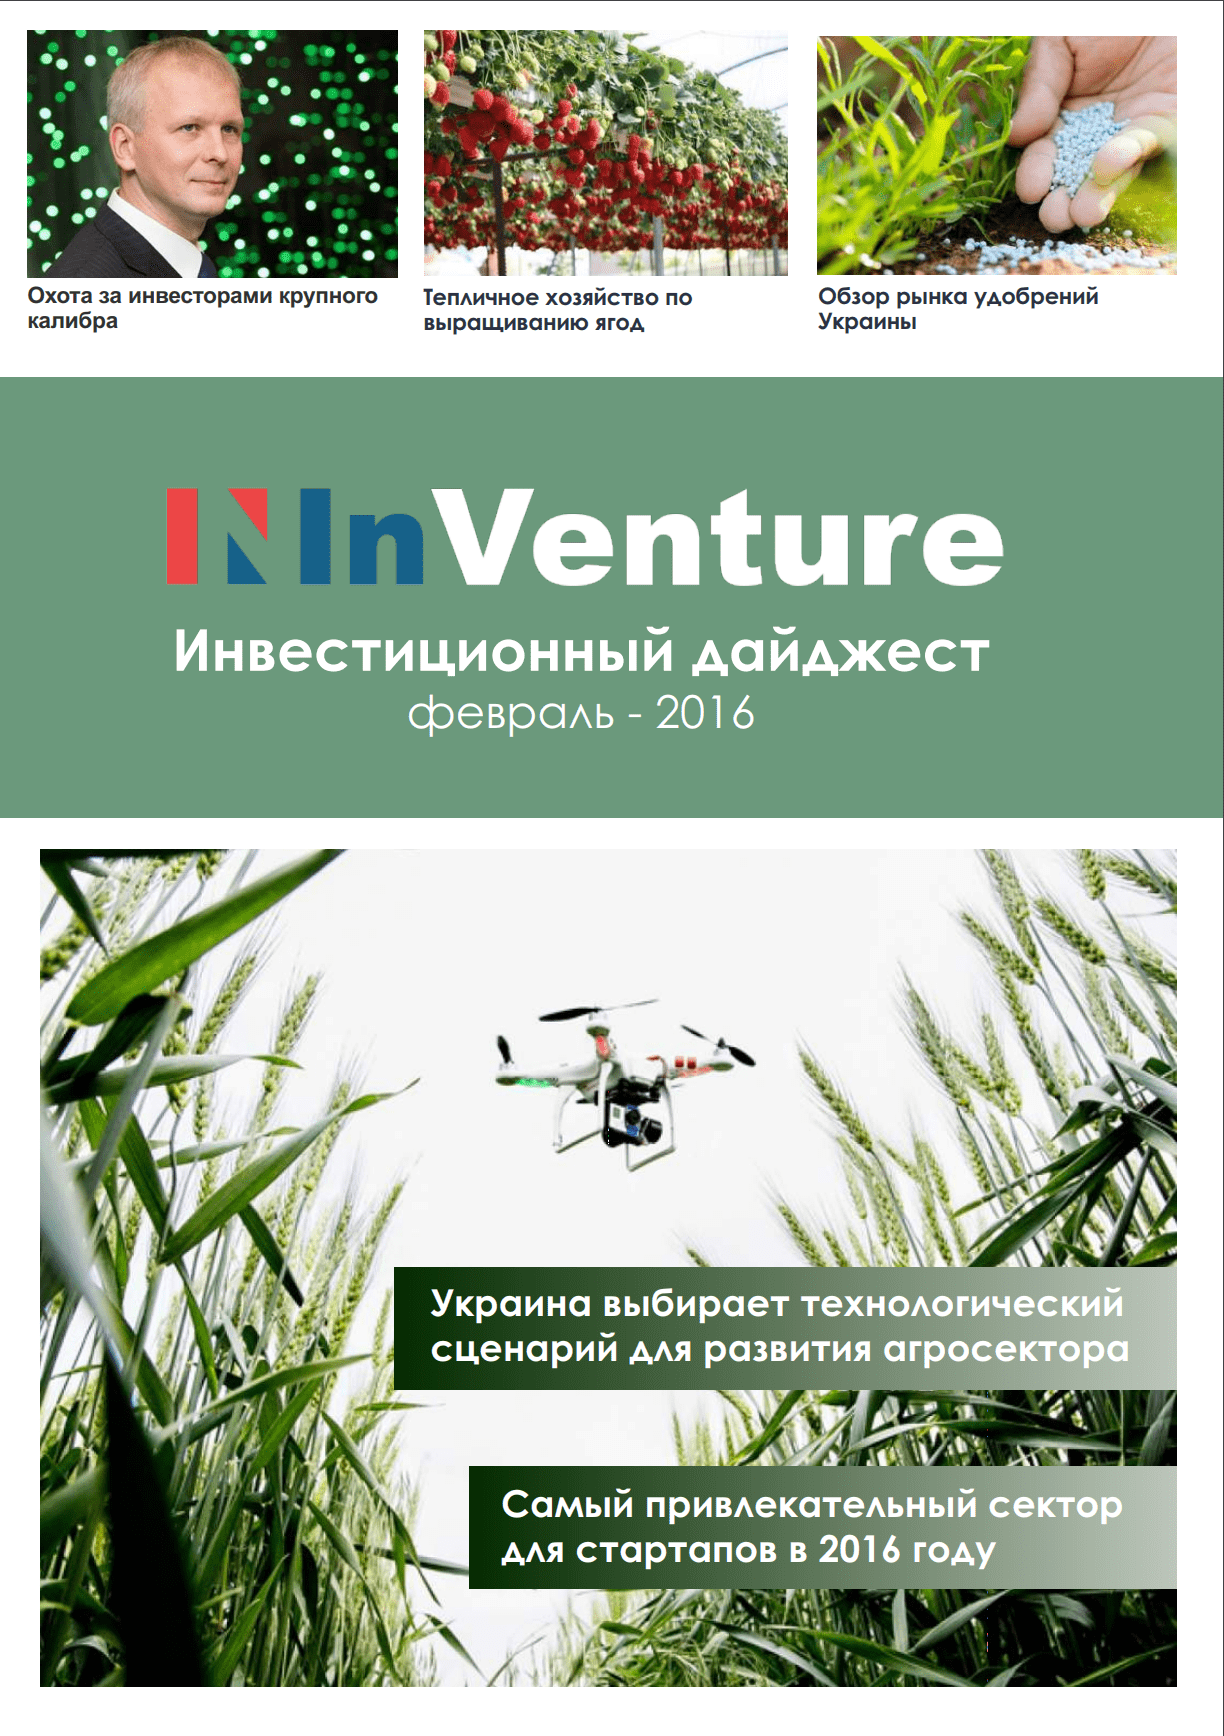 Охота за инвесторами крупного
калибра
Тепличное хозяйство по
выращиванию ягод
Обзор рынка удобрений
Украины
InVenture
Инвестиционный дайджест
февраль - 2016
Украина выбирает технологический
сценарий для развития агросектора
Самый привлекательный сектор
для стартапов в 2016 году